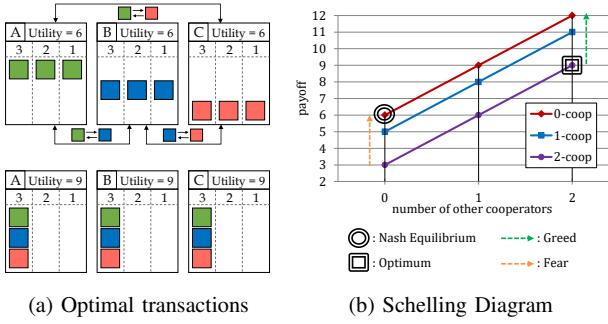 A Utility = 6
3 2 1
B Utility = 6
3 2 1
C Utility = 6
3 2 1
A Utility = 9
3 2 1
B Utility = 9
3 2 1
C Utility = 9
3 2 1
(a) Optimal transactions
payoff
12
11
10
9
8
7
6
5
4
3
2
0-coop
1-coop
2-coop
0 1 2
number of other cooperators
: Nash Equilibrium
: Greed
: Optimum
: Fear
(b) Schelling Diagram